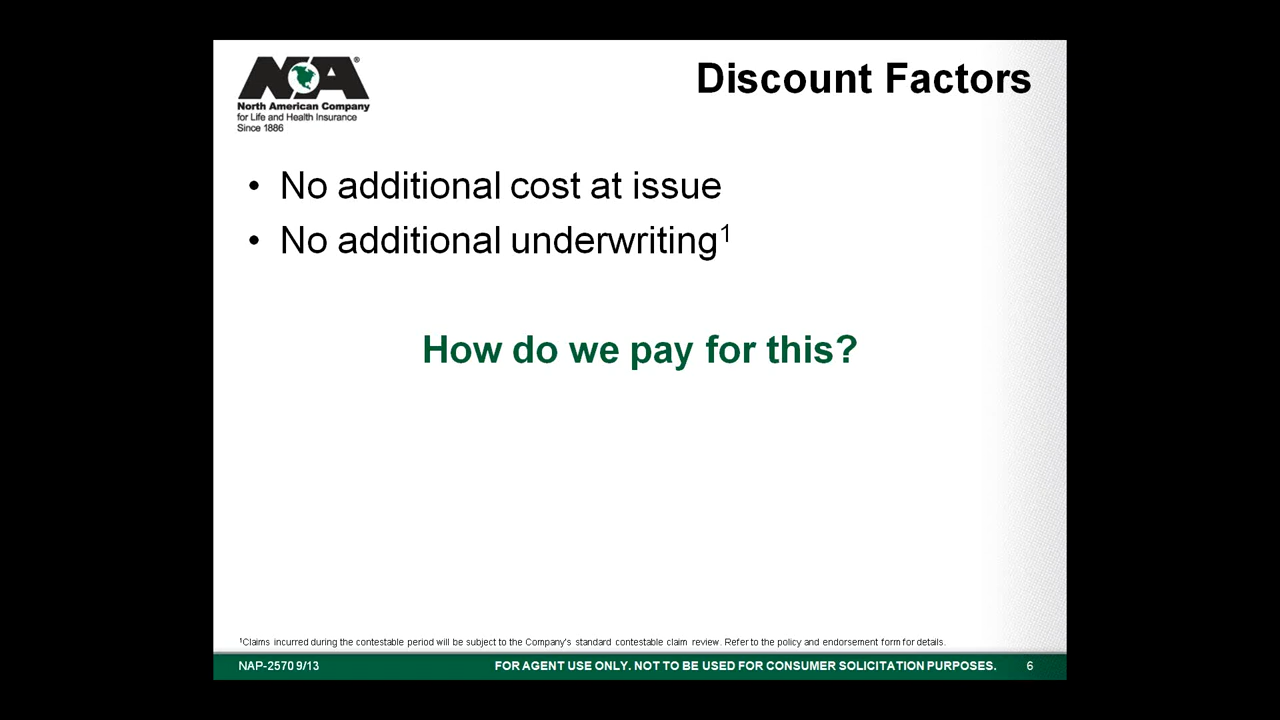 NACOLAH®
North American Company
for Life and Health Insurance
Since 1886
Discount Factors
• No additional cost at issue
• No additional underwriting¹
How do we pay for this?
¹Claims incurred during the contestable period will be subject to the Company's standard contestable claim review. Refer to the policy and endorsement form for details.
NAP-2570 9/13
FOR AGENT USE ONLY. NOT TO BE USED FOR CONSUMER SOLICITATION PURPOSES.
6